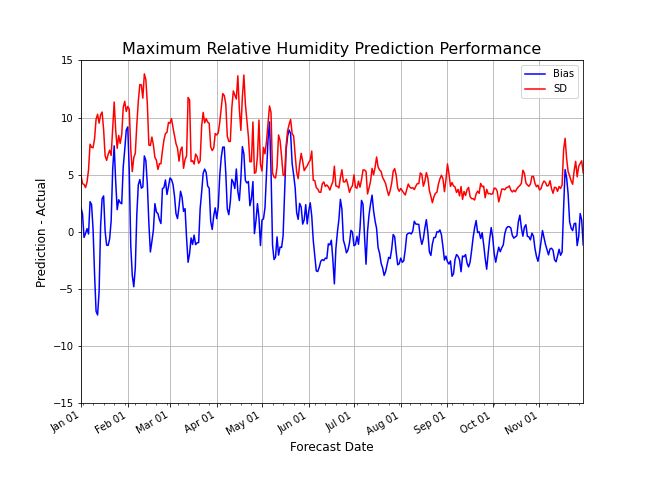 Maximum Relative Humidity Prediction Performance
15
10
5
0
−5
−10
−15
Prediction - Actual
Bias
SD
Jan 01
Feb 01
Mar 01
Apr 01
May 01
Jun 01
Jul 01
Aug 01
Sep 01
Oct 01
Nov 01
Forecast Date